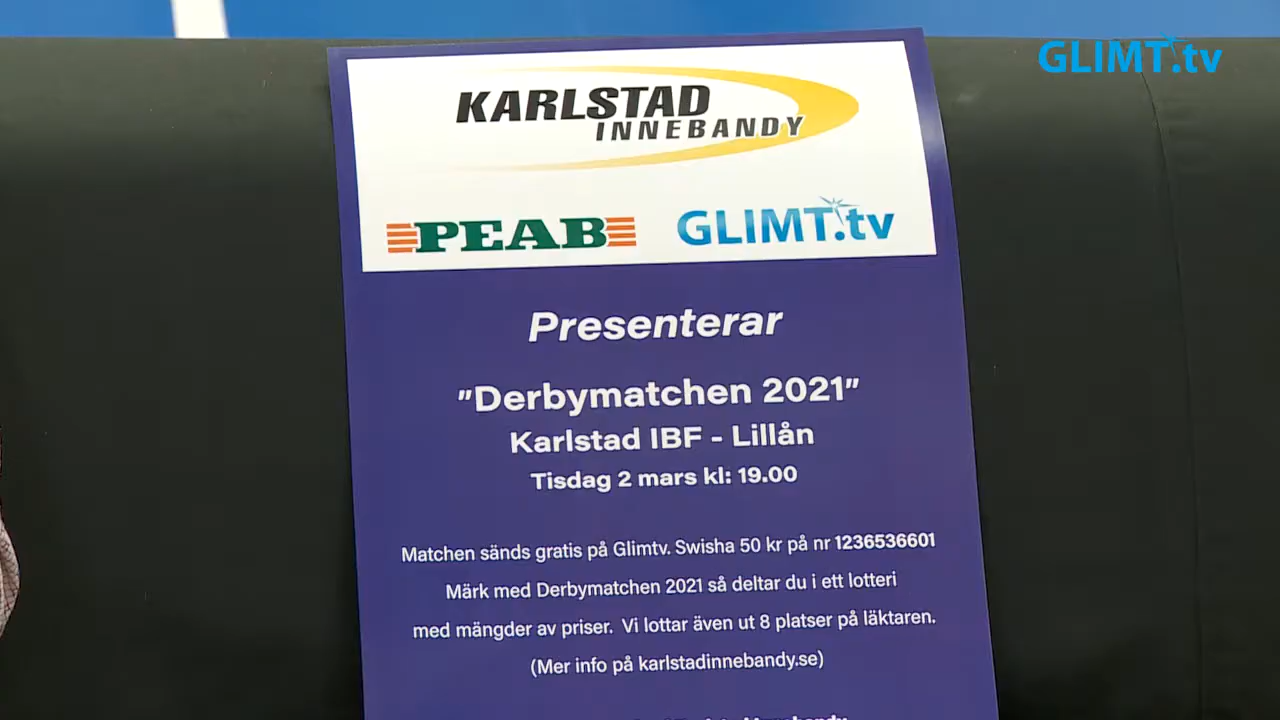 GLIMT.tv
KARLSTAD
INNEBANDY
PEAB GLIMT.tv
Presenterar
"Derbymatchen 2021"
Karlstad IBF - Lillån
Tisdag 2 mars kl: 19.00
Matchen sänds gratis på Glimtv. Swisha 50 kr på nr 1236536601
Märk med Derbymatchen 2021 så deltar du i ett lotteri
med mängder av priser. Vi lottar även ut 8 platser på läktaren.
(Mer info på karlstadinnebandy.se)